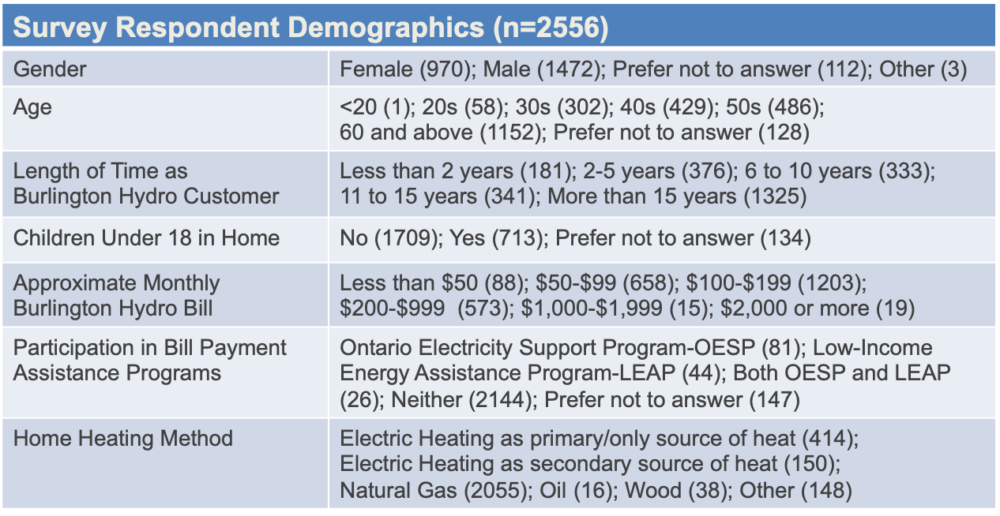 Survey Respondent Demographics (n=2556)
Gender
Female (970); Male (1472); Prefer not to answer (112); Other (3)
Age
<20 (1); 20s (58); 30s (302); 40s (429); 50s (486);
60 and above (1152); Prefer not to answer (128)
Length of Time as
Burlington Hydro Customer
Less than 2 years (181); 2-5 years (376); 6 to 10 years (333);
11 to 15 years (341); More than 15 years (1325)
Children Under 18 in Home
No (1709); Yes (713); Prefer not to answer (134)
Approximate Monthly
Burlington Hydro Bill
Less than $50 (88); $50-$99 (658); $100-$199 (1203);
$200-$999  (573); $1,000-$1,999 (15); $2,000 or more (19)
Participation in Bill Payment
Assistance Programs
Ontario Electricity Support Program-OESP (81); Low-Income
Energy Assistance Program-LEAP (44); Both OESP and LEAP
(26); Neither (2144); Prefer not to answer (147)
Home Heating Method
Electric Heating as primary/only source of heat (414);
Electric Heating as secondary source of heat (150);
Natural Gas (2055); Oil (16); Wood (38); Other (148)